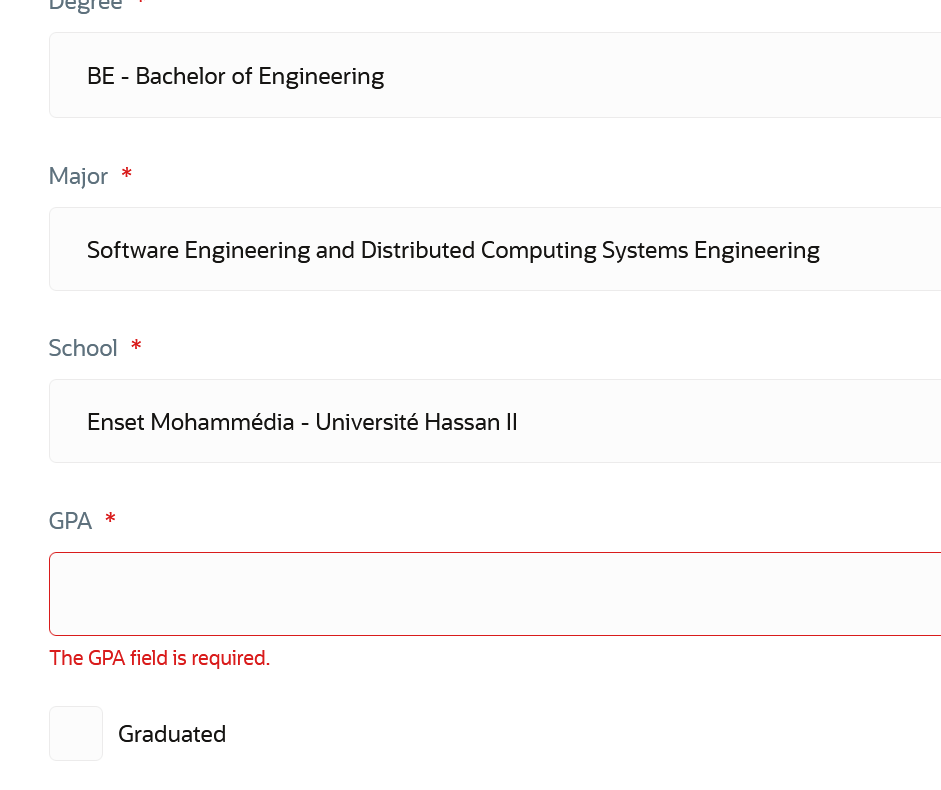 Degree *
BE - Bachelor of Engineering
Major *
Software Engineering and Distributed Computing Systems Engineering
School *
Enset Mohammédia - Université Hassan II
GPA *
The GPA field is required.
Graduated